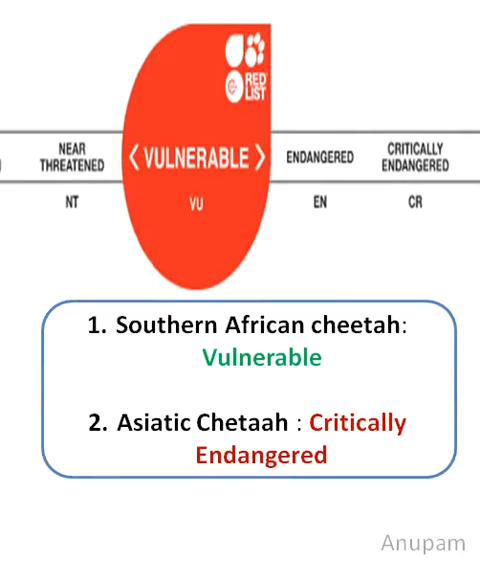 RED
LIST
NEAR
THREATENED
< VULNERABLE >
ENDANGERED
CRITICALLY
ENDANGERED
NT
VU
EN
CR
1. Southern African cheetah:
Vulnerable
2. Asiatic Chetaah : Critically
Endangered
Anupam